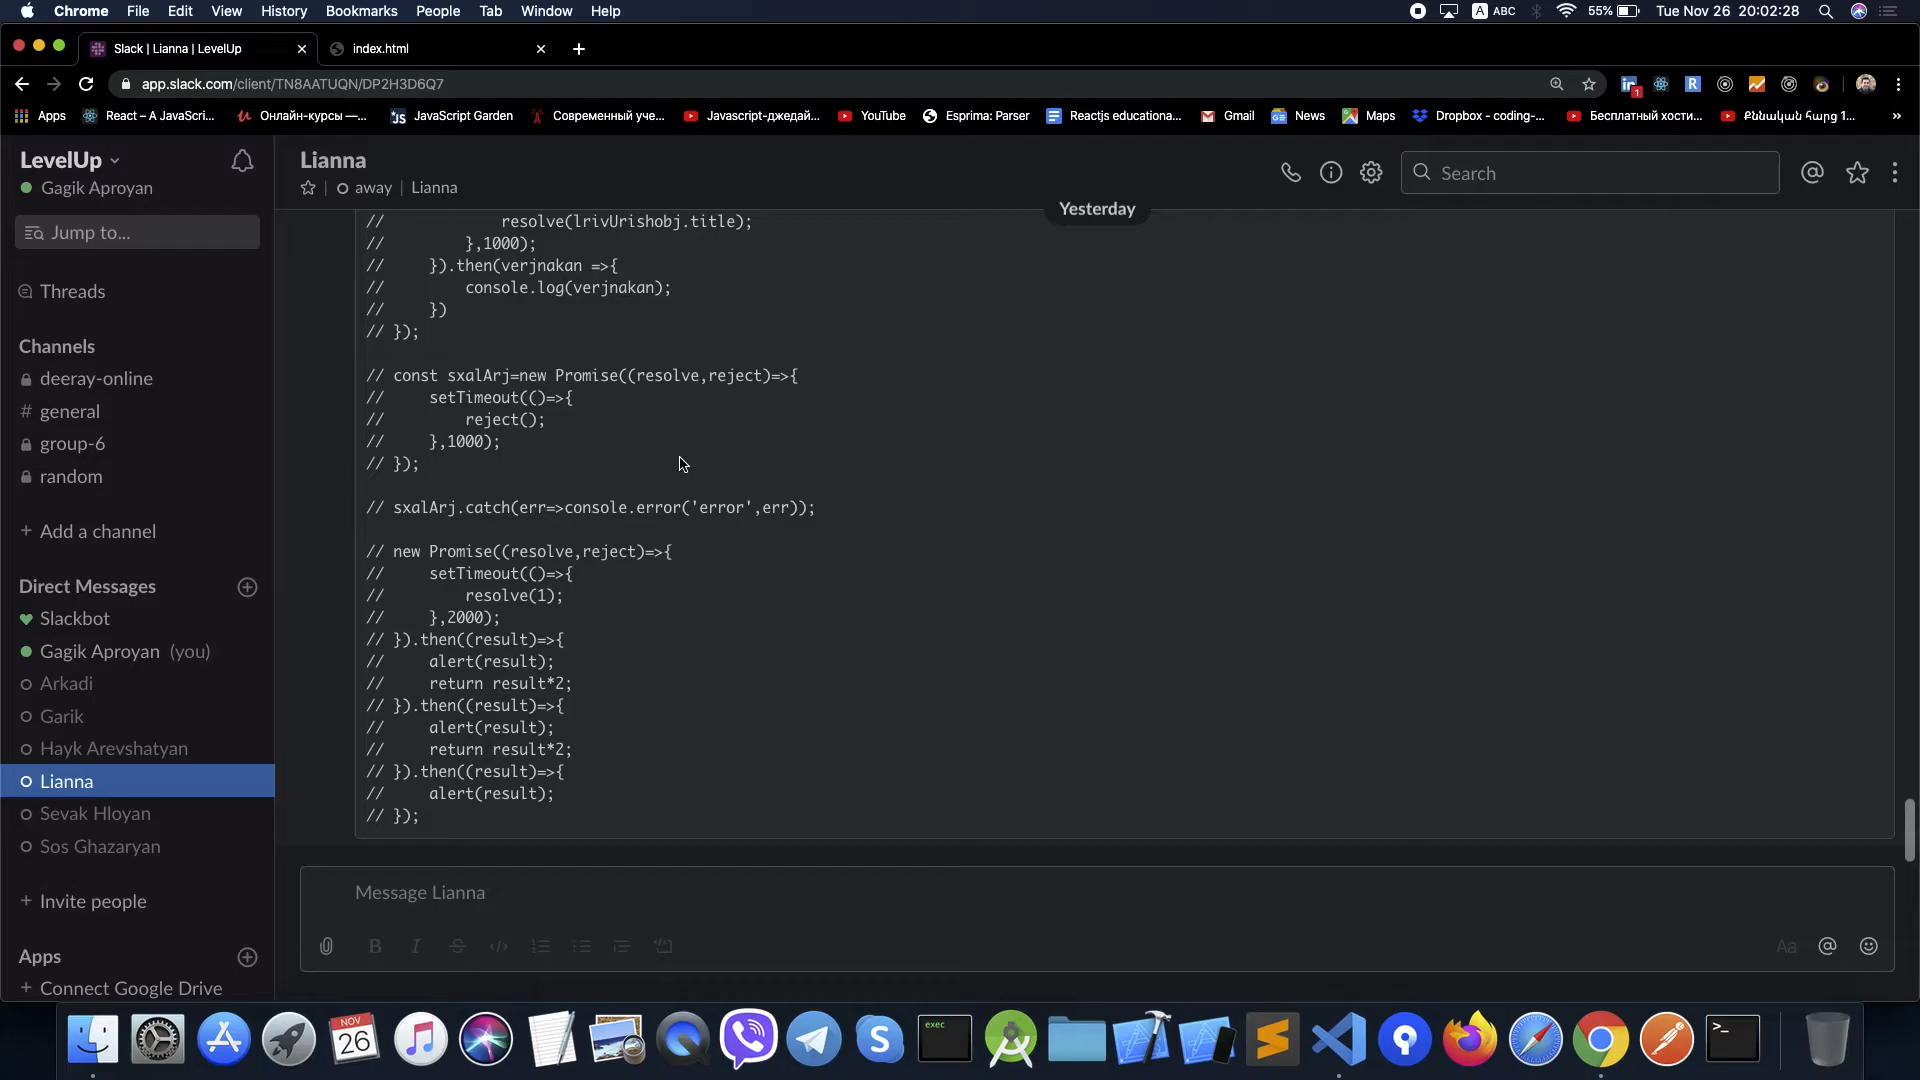 Chrome File Edit View History Bookmarks People Tab Window Help
A ABC 55% Tue Nov 26 20:02:28
Slack | Lianna | LevelUp
index.html
app.slack.com/client/TN8AATUQN/DP2H3D6Q7
Apps React – A JavaScri... Онлайн-курсы —... JavaScript Garden Современный уче... Javascript-джедай... YouTube Esprima: Parser Reactjs educationa... Gmail News Maps Dropbox - coding-... Бесплатный хости... Քննական հարց 1... »
LevelUp
Gagik Aproyan
Jump to...
Threads
Channels
deeray-online
# general
group-6
random
+ Add a channel
Direct Messages
Slackbot
Gagik Aproyan (you)
Arkadi
Garik
Hayk Arevshatyan
Lianna
Sevak Hloyan
Sos Ghazaryan
+ Invite people
Apps
+ Connect Google Drive
Lianna
away | Lianna
Search
Yesterday
// resolve(lrivUrishobj.title);
// },1000);
// }).then(verjnakan =>{
// console.log(verjnakan);
// })
// });
// const sxalArj=new Promise((resolve,reject)=>{
// setTimeout(()=>{
// reject();
// },1000);
// });
// sxalArj.catch(err=>console.error('error',err));
// new Promise((resolve,reject)=>{
// setTimeout(()=>{
// resolve(1);
// },2000);
// }).then((result)=>{
// alert(result);
// return result*2;
// }).then((result)=>{
// alert(result);
// return result*2;
// }).then((result)=>{
// alert(result);
// });
Message Lianna
B I S </> Aa @
NOV
26
exec
>_